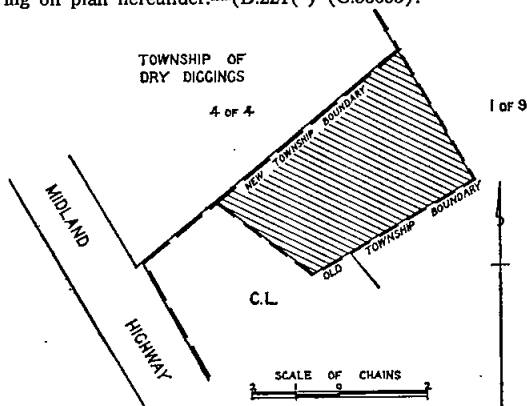 ing on plan hereunder.
TOWNSHIP OF
DRY DIGGINGS
4 OF 4
1 OF 9
NEW TOWNSHIP BOUNDARY
MIDLAND
HIGHWAY
OLD TOWNSHIP BOUNDARY
C.L.
SCALE OF CHAINS
2 1 0 2